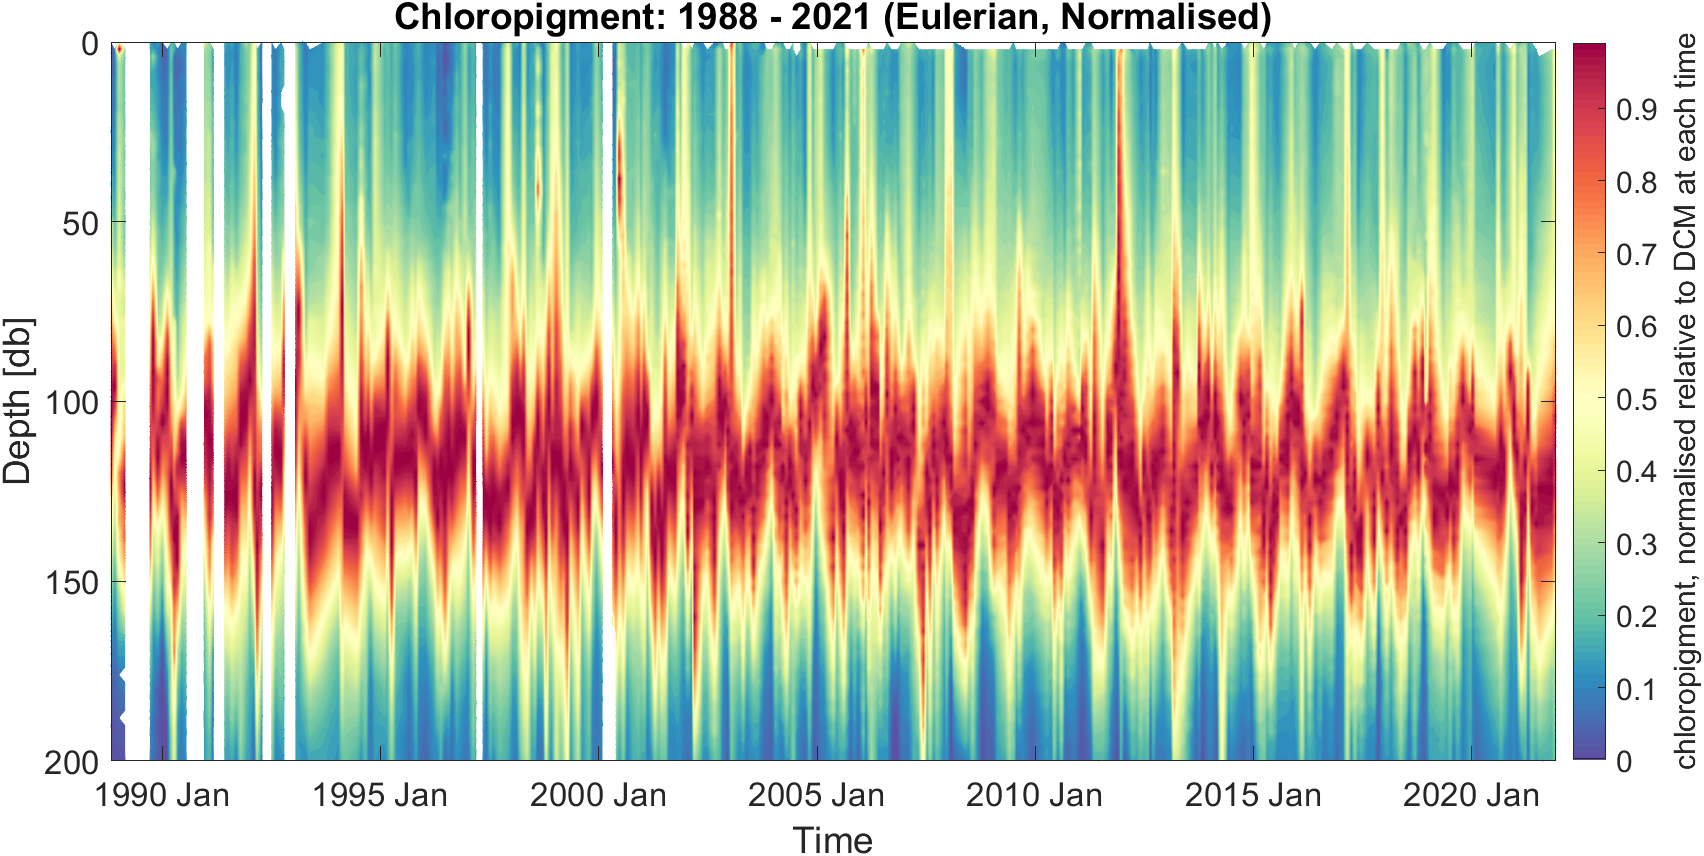 Chloropigment: 1988 - 2021 (Eulerian, Normalised)
0
50
100
150
200
Depth [db]
1990 Jan
1995 Jan
2000 Jan
2005 Jan
2010 Jan
2015 Jan
2020 Jan
Time
0.9
0.8
0.7
0.6
0.5
0.4
0.3
0.2
0.1
0
chloropigment, normalised relative to DCM at each time